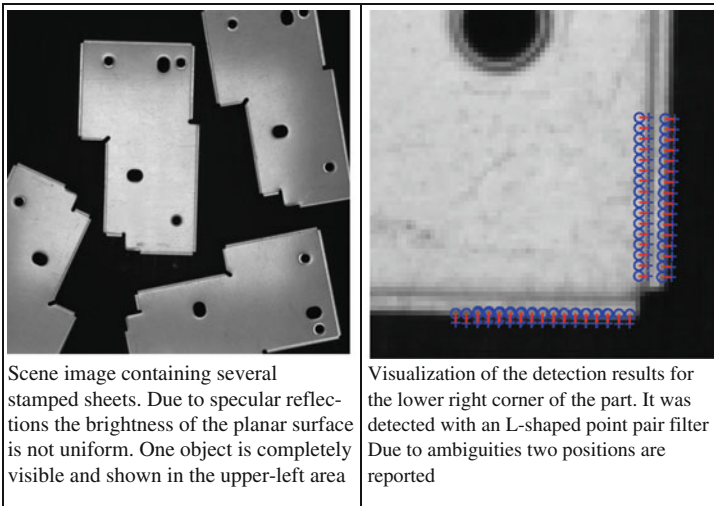 Scene image containing several
stamped sheets. Due to specular reflec-
tions the brightness of the planar surface
is not uniform. One object is completely
visible and shown in the upper-left area
Visualization of the detection results for
the lower right corner of the part. It was
detected with an L-shaped point pair filter
Due to ambiguities two positions are
reported